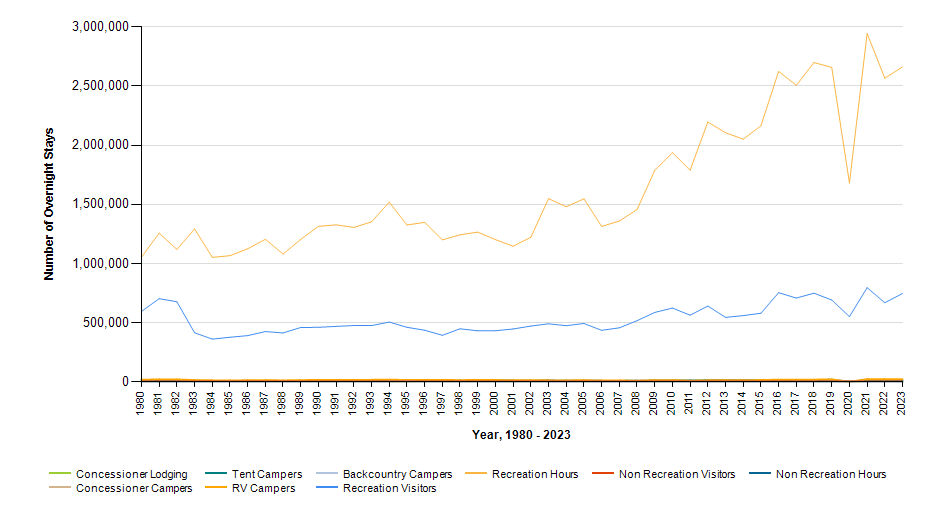 3,000,000
2,500,000
2,000,000
1,500,000
1,000,000
500,000
0
Number of Overnight Stays
1980 1981 1982 1983 1984 1985 1986 1987 1988 1989 1990 1991 1992 1993 1994 1995 1996 1997 1998 1999 2000 2001 2002 2003 2004 2005 2006 2007 2008 2009 2010 2011 2012 2013 2014 2015 2016 2017 2018 2019 2020 2021 2022 2023
Year, 1980 - 2023
Concessioner Lodging Tent Campers Backcountry Campers Recreation Hours Non Recreation Visitors Non Recreation Hours
Concessioner Campers RV Campers Recreation Visitors